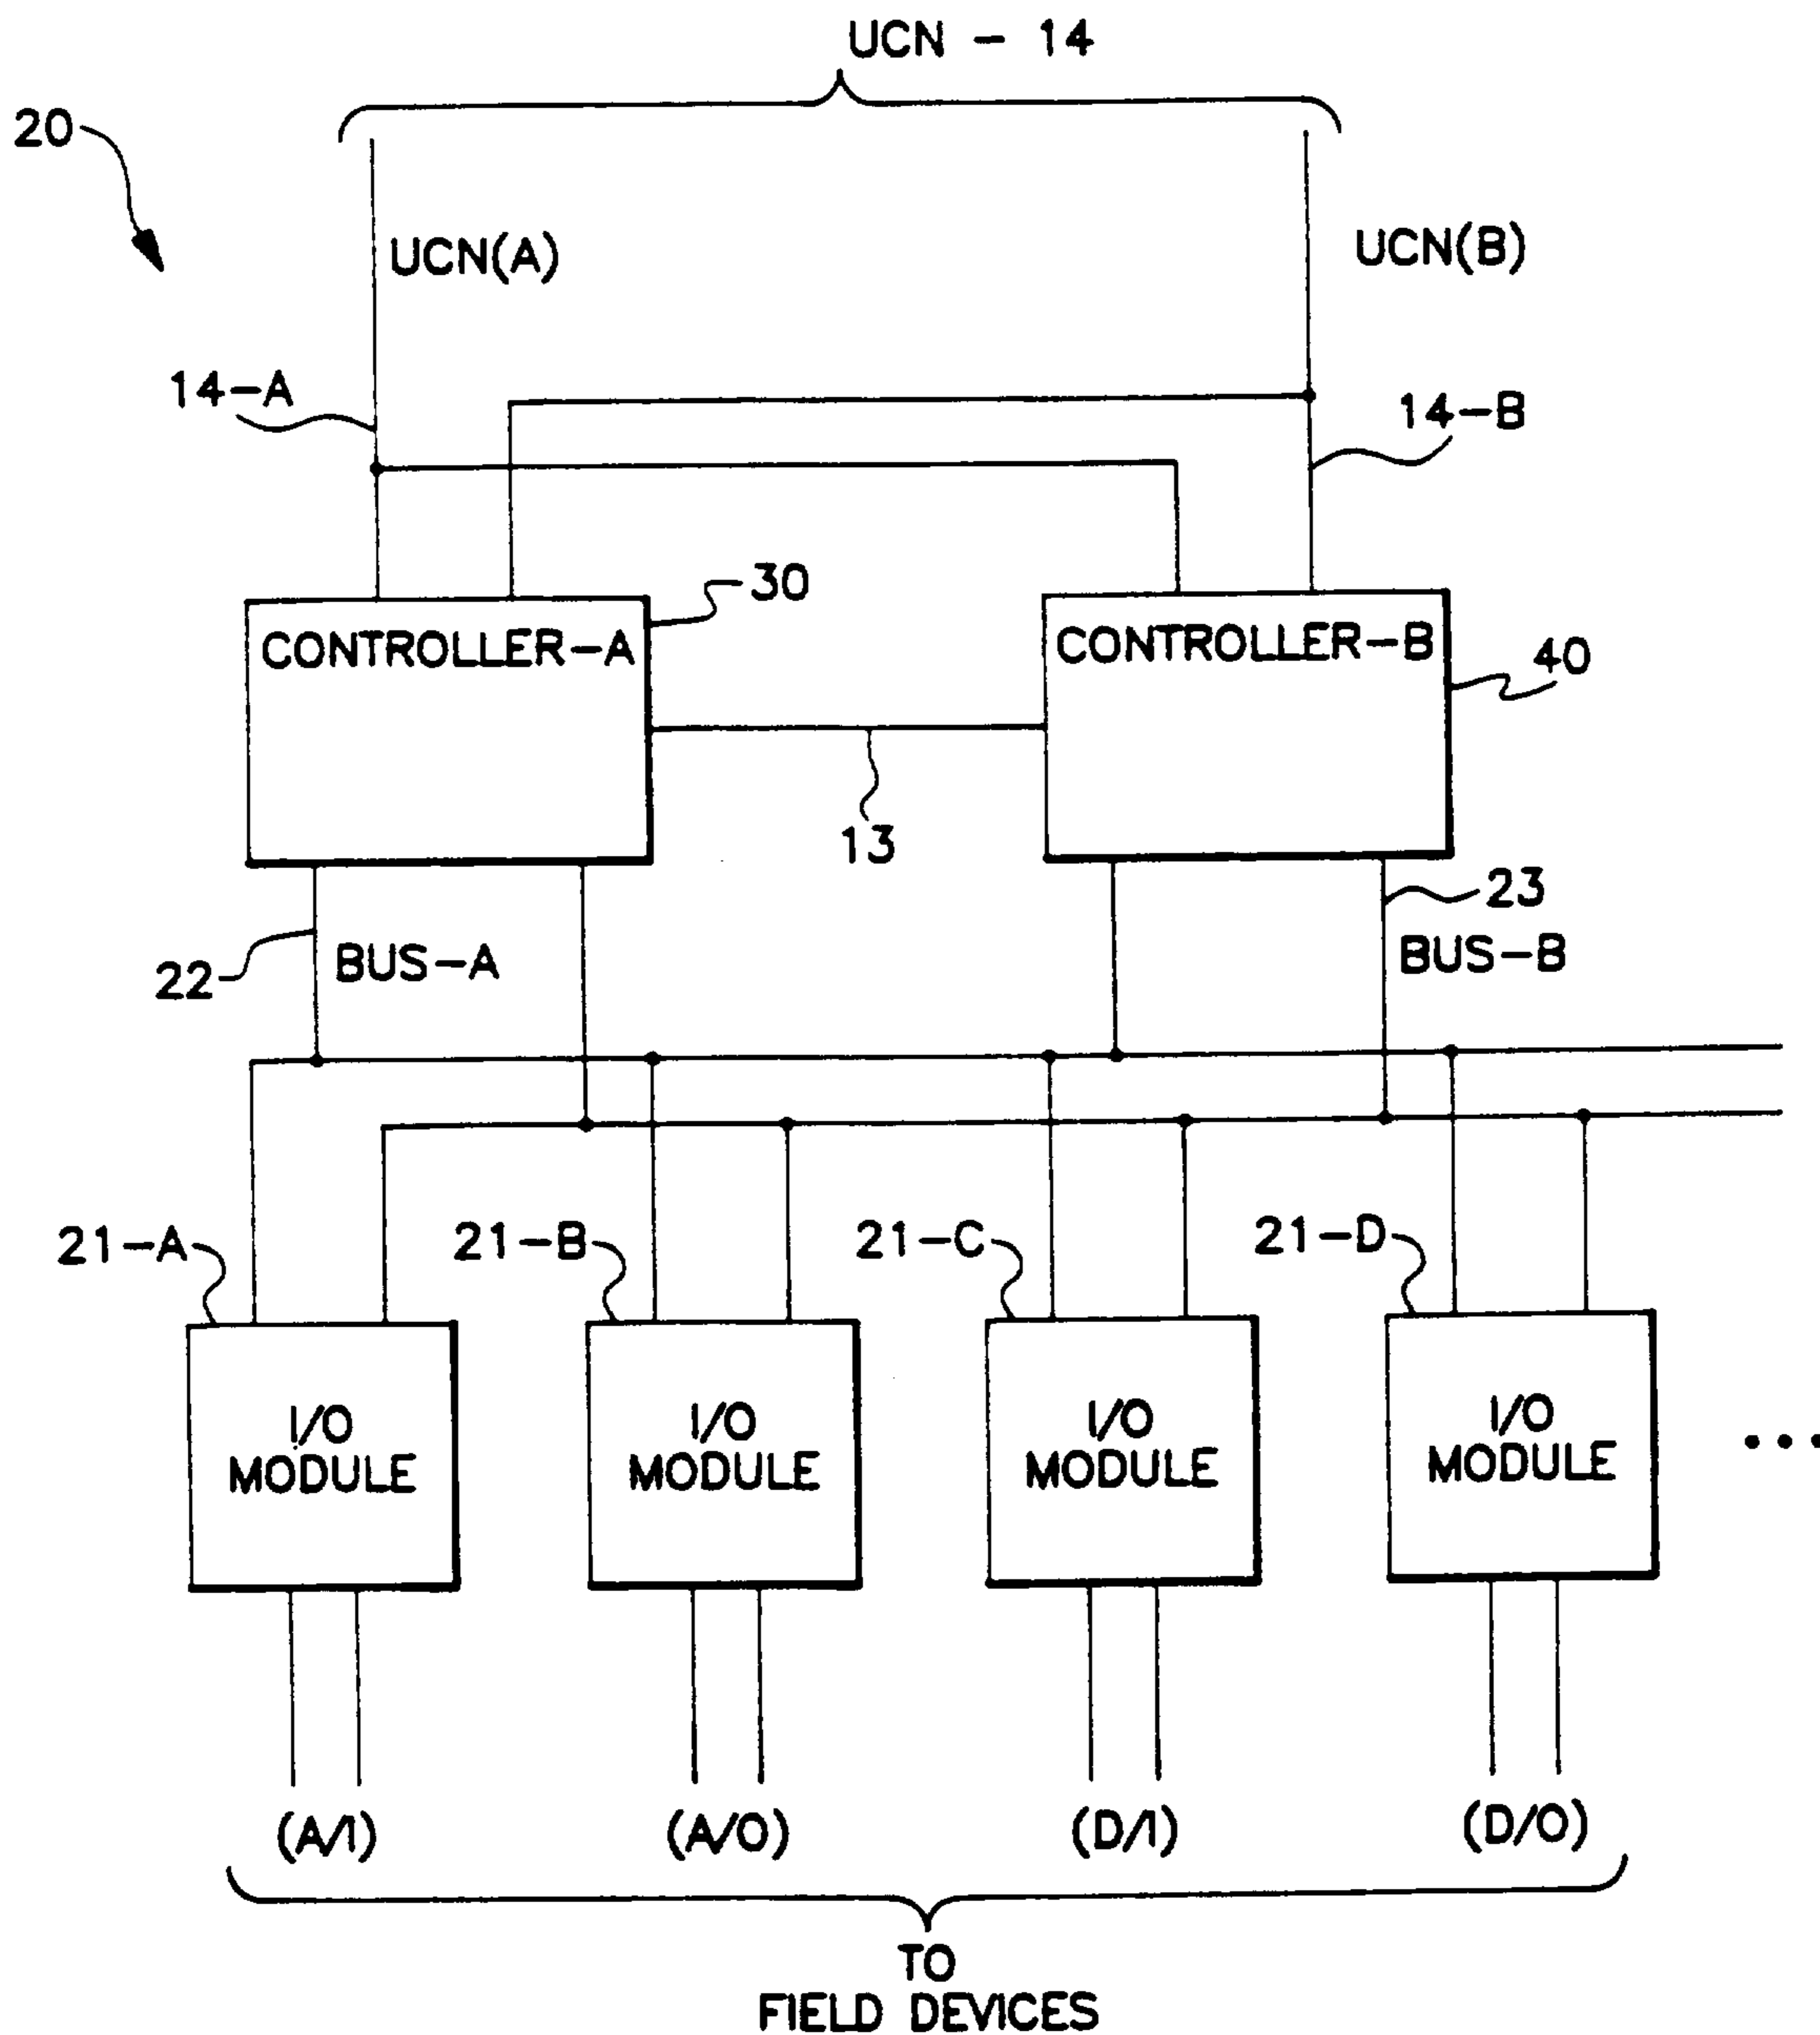 UCN - 14
20
UCN(A)
UCN(B)
14-A
14-B
30
CONTROLLER-A
CONTROLLER-B
40
13
23
22
BUS-A
BUS-B
21-A
21-B
21-C
21-D
I/O
MODULE
I/O
MODULE
I/O
MODULE
I/O
MODULE
(A/I)
(A/O)
(D/I)
(D/O)
TO
FIELD DEVICES